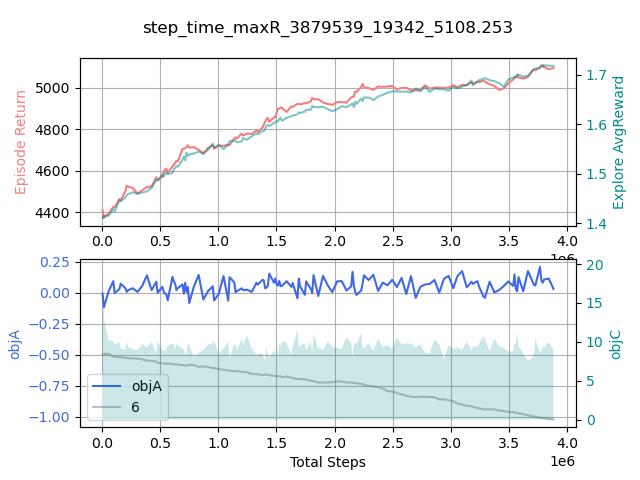 step_time_maxR_3879539_19342_5108.253
Episode Return
5000
4800
4600
4400
1.7
1.6
1.5
1.4
Explore AvgReward
0.0 0.5 1.0 1.5 2.0 2.5 3.0 3.5 4.0
1e6
objA
0.25
0.00
−0.25
−0.50
−0.75
−1.00
objA
6
20
15
10
5
0
objC
0.0 0.5 1.0 1.5 2.0 2.5 3.0 3.5 4.0
Total Steps
1e6